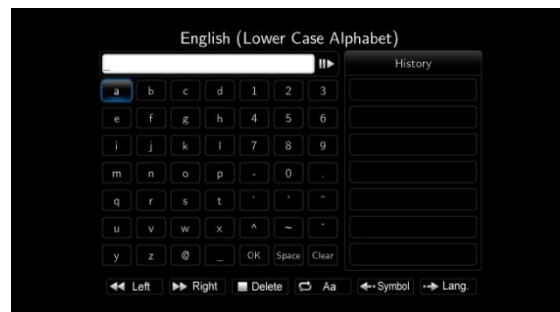 English (Lower Case Alphabet)
_
History
a b c d 1 2 3
e f g h 4 5 6
i j k l 7 8 9
m n o p - 0 .
q r s t
u v w x ^ ~
y z @ _ OK Space Clear
Left Right Delete Aa Symbol Lang.